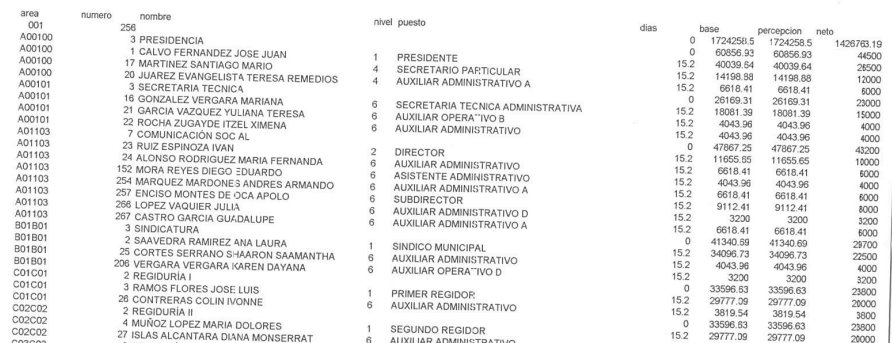 area numero nombre nivel puesto dias base percepcion neto
001 256 0 1724258.5 1724258.5 1426763.19
A00100 3 PRESIDENCIA 0 60856.93 60856.93 44500
A00100 1 CALVO FERNANDEZ JOSE JUAN 1 PRESIDENTE 15.2 40039.64 40039.64 26500
A00100 17 MARTINEZ SANTIAGO MARIO 4 SECRETARIO PARTICULAR 15.2 14198.88 14198.88 12000
A00100 20 JUAREZ EVANGELISTA TERESA REMEDIOS 4 AUXILIAR ADMINISTRATIVO A 15.2 6618.41 6618.41 6000
A00101 3 SECRETARIA TECNICA 0 26169.31 26169.31 23000
A00101 16 GONZALEZ VERGARA MARIANA 6 SECRETARIA TECNICA ADMINISTRATIVA 15.2 18081.39 18081.39 15000
A00101 21 GARCIA VAZQUEZ YULIANA TERESA 6 AUXILIAR OPERATIVO B 15.2 4043.96 4043.96 4000
A00101 22 ROCHA ZUGAYDE ITZEL XIMENA 6 AUXILIAR ADMINISTRATIVO 15.2 4043.96 4043.96 4000
A01103 7 COMUNICACIÓN SOCIAL 0 47867.25 47867.25 43200
A01103 23 RUIZ ESPINOZA IVAN 2 DIRECTOR 15.2 11655.65 11655.65 10000
A01103 24 ALONSO RODRIGUEZ MARIA FERNANDA 6 AUXILIAR ADMINISTRATIVO 15.2 6618.41 6618.41 6000
A01103 152 MORA REYES DIEGO EDUARDO 6 ASISTENTE ADMINISTRATIVO 15.2 4043.96 4043.96 4000
A01103 254 MARQUEZ MARDONES ANDRES ARMANDO 6 AUXILIAR ADMINISTRATIVO A 15.2 6618.41 6618.41 6000
A01103 257 ENCISO MONTES DE OCA APOLO 6 SUBDIRECTOR 15.2 9112.41 9112.41 8000
A01103 266 LOPEZ VAQUIER JULIA 6 AUXILIAR ADMINISTRATIVO D 15.2 3200 3200 3200
A01103 267 CASTRO GARCIA GUADALUPE 6 AUXILIAR ADMINISTRATIVO A 15.2 6618.41 6618.41 6000
B01B01 3 SINDICATURA 0 41340.69 41340.69 29700
B01B01 2 SAAVEDRA RAMIREZ ANA LAURA 1 SINDICO MUNICIPAL 15.2 34096.73 34096.73 22500
B01B01 25 CORTES SERRANO SHAARON SAAMANTHA 6 AUXILIAR ADMINISTRATIVO 15.2 4043.96 4043.96 4000
B01B01 206 VERGARA VERGARA KAREN DAYANA 6 AUXILIAR OPERATIVO D 15.2 3200 3200 3200
C01C01 2 REGIDURÍA I 0 33596.63 33596.63 23800
C01C01 3 RAMOS FLORES JOSE LUIS 1 PRIMER REGIDOR 15.2 29777.09 29777.09 20000
C01C01 26 CONTRERAS COLIN IVONNE 6 AUXILIAR ADMINISTRATIVO 15.2 3819.54 3819.54 3800
C02C02 2 REGIDURÍA II 0 33596.63 33596.63 23800
C02C02 4 MUÑOZ LOPEZ MARIA DOLORES 1 SEGUNDO REGIDOR 15.2 29777.09 29777.09 20000
C02C02 27 ISLAS ALCANTARA DIANA MONSERRAT 6 AUXILIAR ADMINISTRATIVO